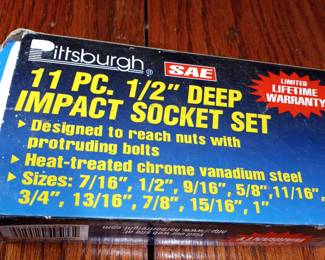 Pittsburgh®
SAE
LIMITED
LIFETIME
WARRANTY
11 PC. 1/2" DEEP
IMPACT SOCKET SET
Designed to reach nuts with
protruding bolts
Heat-treated chrome vanadium steel
Sizes: 7/16", 1/2", 9/16", 5/8", 11/16",
3/4", 13/16", 7/8", 15/16", 1"